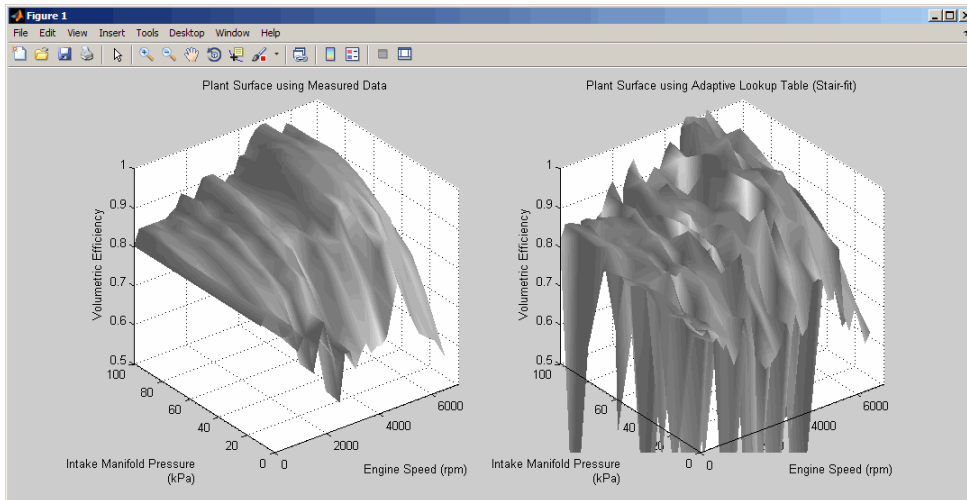 Figure 1
File Edit View Insert Tools Desktop Window Help
Plant Surface using Measured Data
1
0.9
0.8
0.7
0.6
0.5
100
80
60
40
20
0
0
2000
4000
6000
Volumetric Efficiency
Intake Manifold Pressure
(kPa)
Engine Speed (rpm)
Plant Surface using Adaptive Lookup Table (Stair-fit)
1
0.9
0.8
0.7
0.6
0.5
100
60
0
0
4000
6000
Volumetric Efficiency
Intake Manifold Pressure
(kPa)
Engine Speed (rpm)